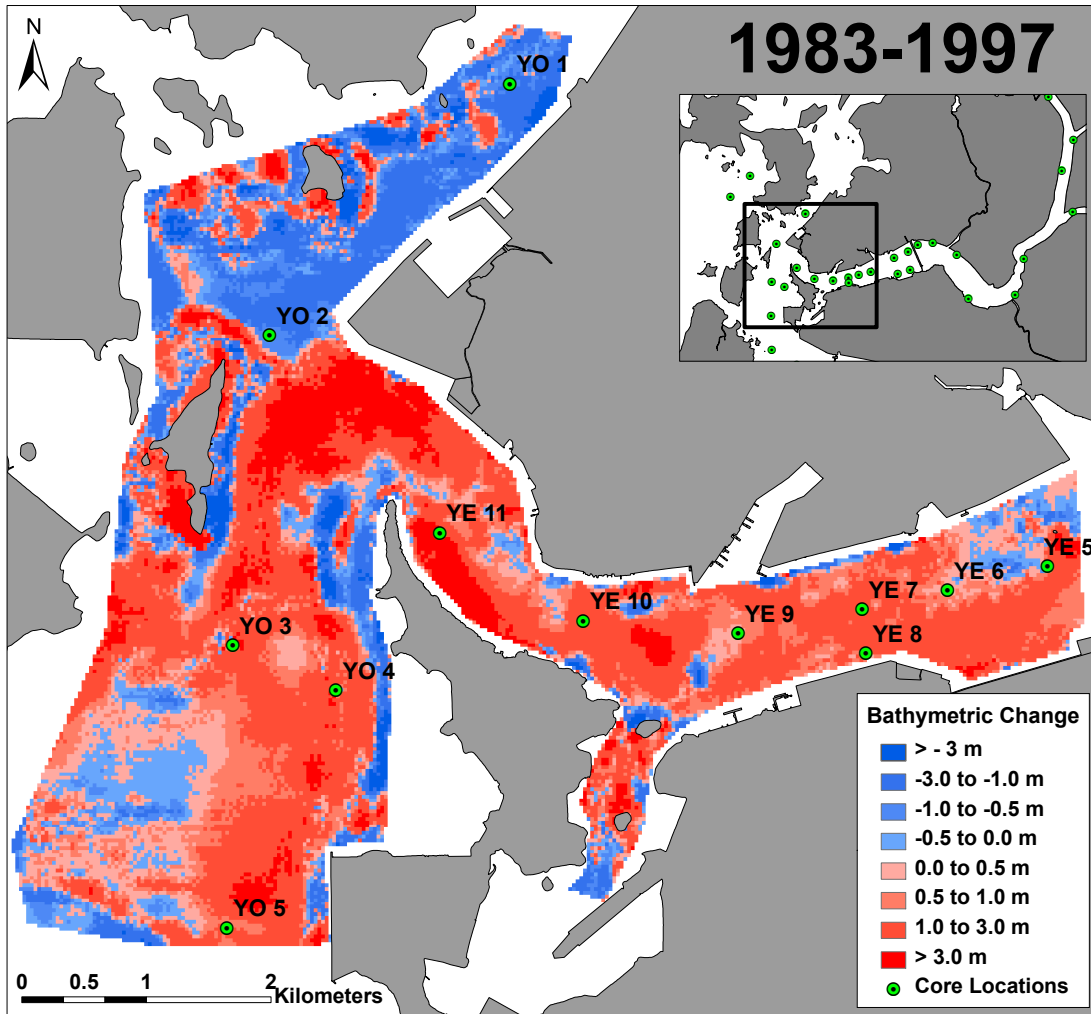 N
1983-1997
YO 1
YO 2
YE 11
YE 5
YE 6
YE 7
YE 10
YE 9
YO 3
YE 8
YO 4
YO 5
Bathymetric Change
> - 3 m
-3.0 to -1.0 m
-1.0 to -0.5 m
-0.5 to 0.0 m
0.0 to 0.5 m
0.5 to 1.0 m
1.0 to 3.0 m
> 3.0 m
Core Locations
0 0.5 1 2
Kilometers